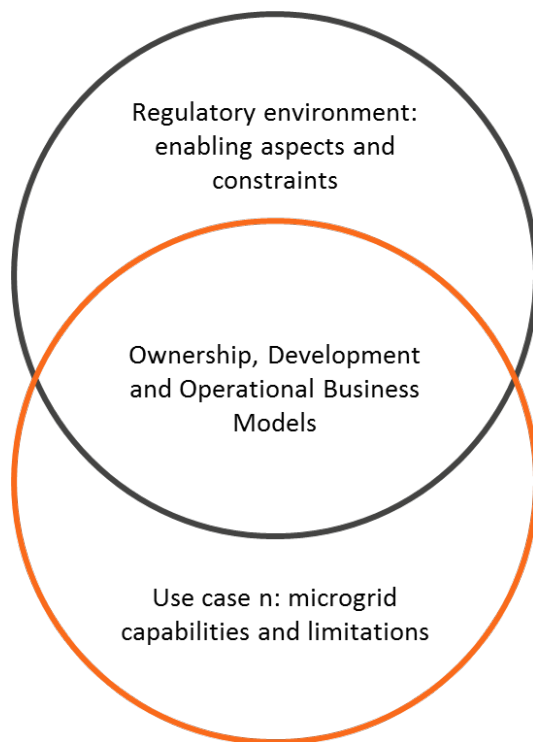 Regulatory environment:
enabling aspects and
constraints
Ownership, Development
and Operational Business
Models
Use case n: microgrid
capabilities and limitations